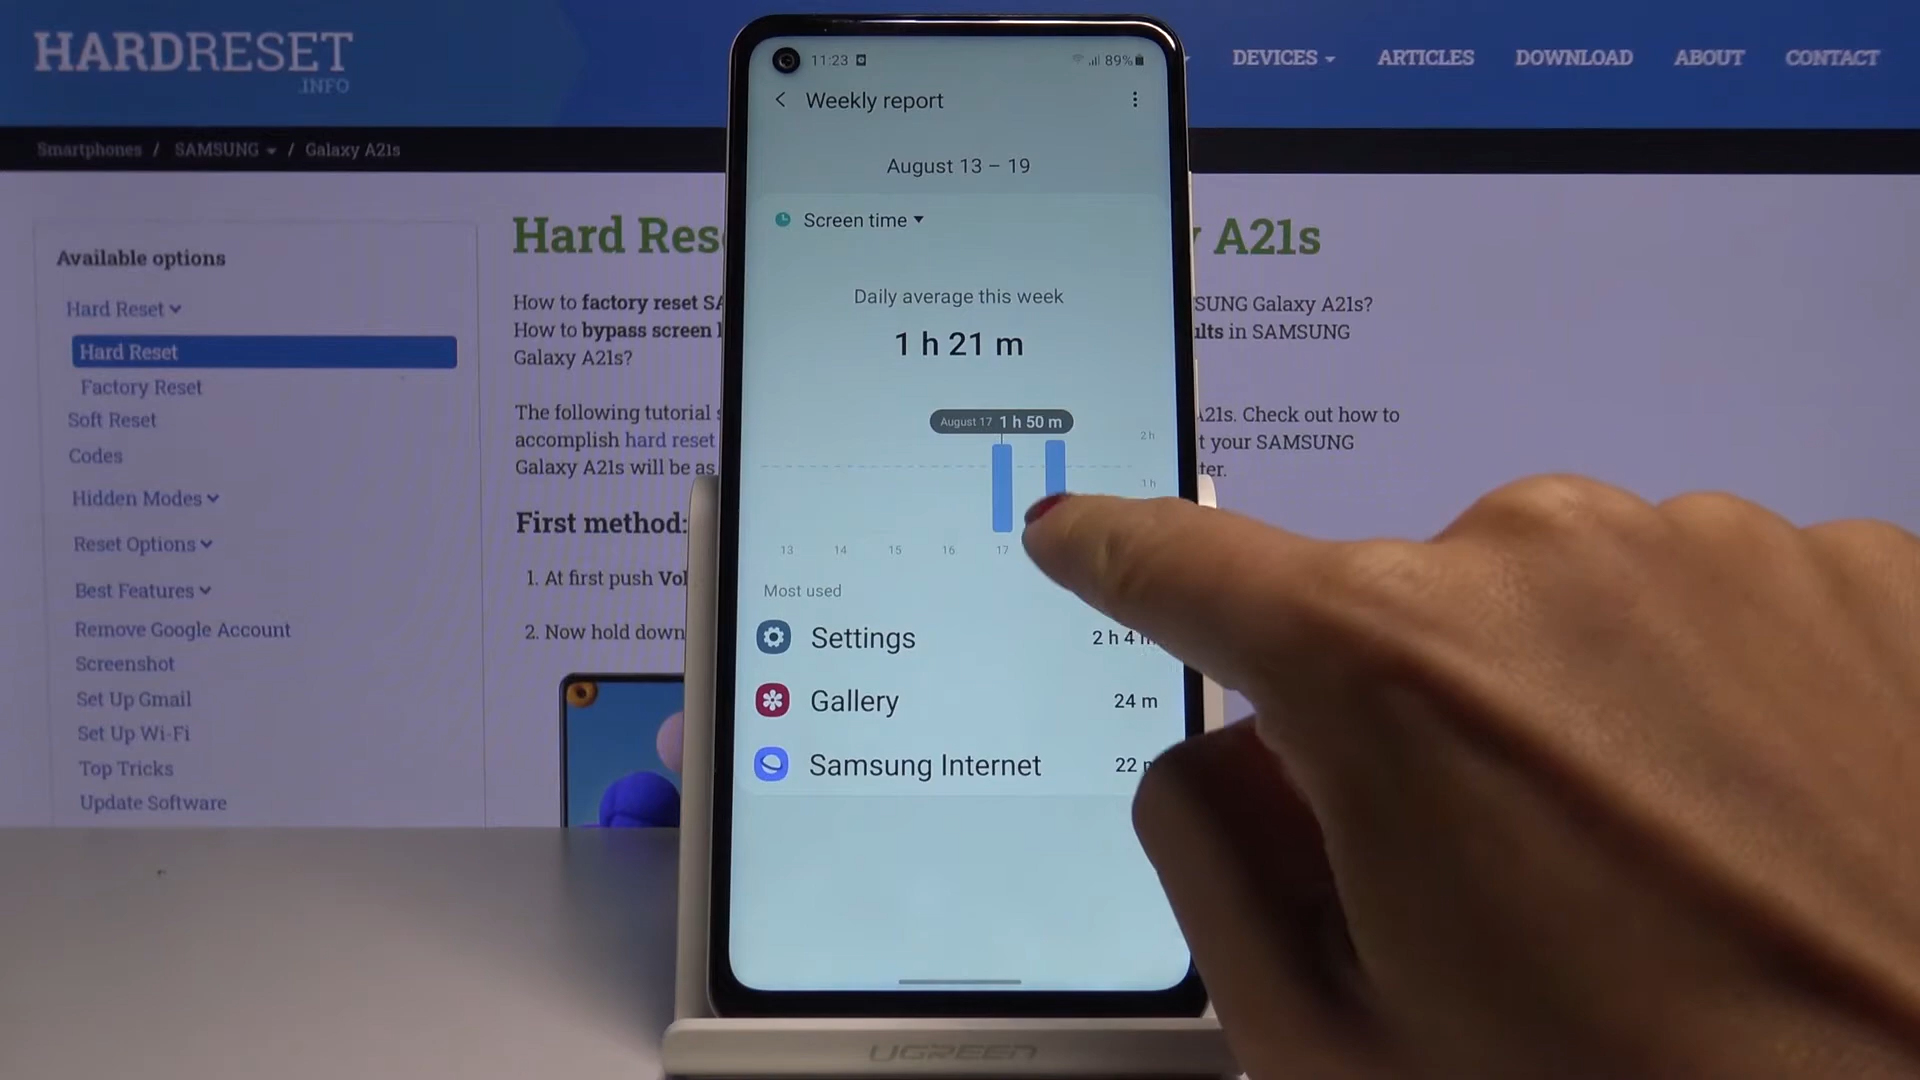 HARDRESET
.INFO
DEVICES
ARTICLES
DOWNLOAD
ABOUT
CONTACT
Smartphones / SAMSUNG / Galaxy A21s
Available options
Hard Reset
Hard Reset
Factory Reset
Soft Reset
Codes
Hidden Modes
Reset Options
Best Features
Remove Google Account
Screenshot
Set Up Gmail
Set Up Wi-Fi
Top Tricks
Update Software
Hard A21s
How to factory reset SUNG Galaxy A21s?
How to bypass screen in SAMSUNG
Galaxy A21s?
The following tutorial A21s. Check out how to
accomplish hard reset your SAMSUNG
Galaxy A21s will be as
First method:
1. At first push
2. Now hold down
11:23
89%
Weekly report
August 13 – 19
Screen time
Daily average this week
1 h 21 m
August 17 1 h 50 m
2 h
1 h
13 14 15 16 17
Most used
Settings 2 h 4
Gallery 24 m
Samsung Internet 22
UGREEN